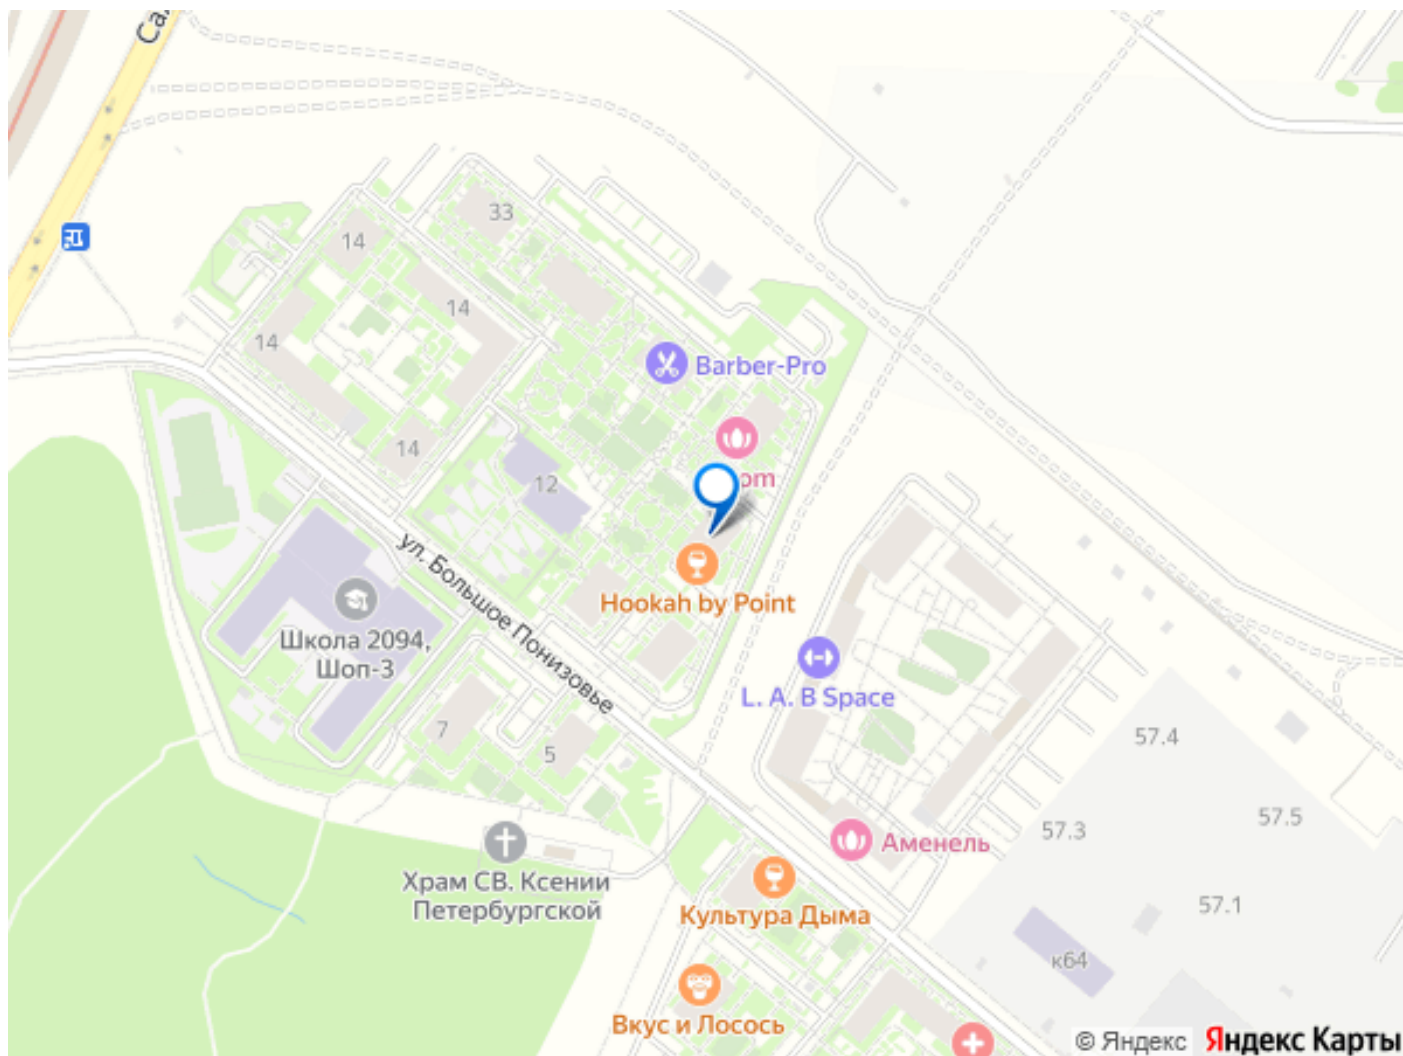 33
14
14
14
Barber-Pro
14
12
ул. Большое Понизовье
Hookah by Point
Школа 2094,
Шоп-3
L. A. B Space
7
5
57.4
57.5
57.3
Аменель
Храм СВ. Ксении
Петербургской
Культура Дыма
57.1
к64
Вкус и Лосось
© Яндекс
Яндекс Карты